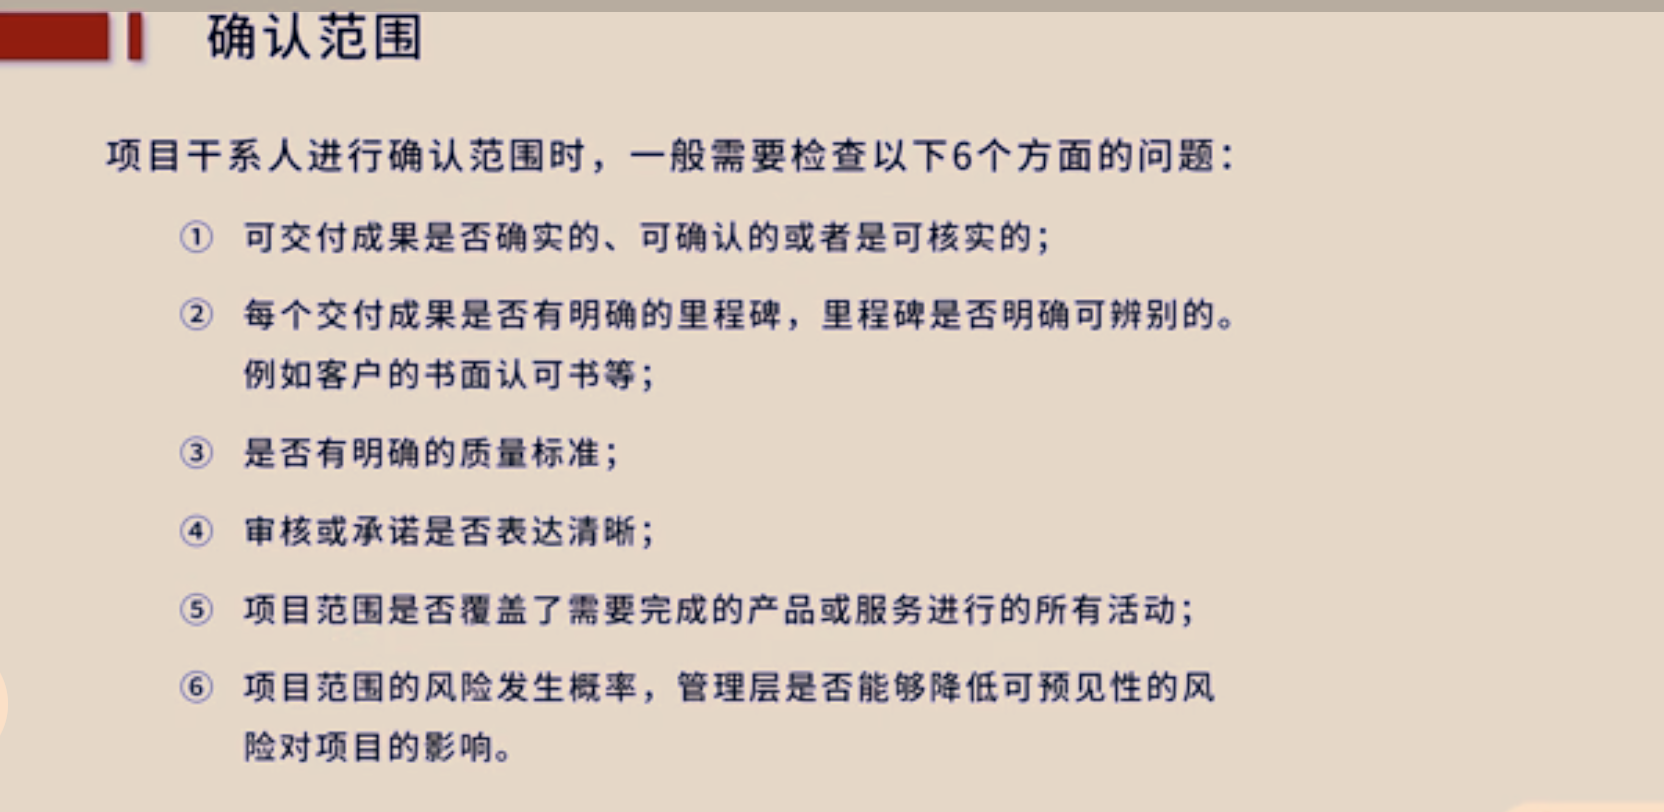 确认范围
项目干系人进行确认范围时，一般需要检查以下6个方面的问题：
① 可交付成果是否确实的、可确认的或者是可核实的；
② 每个交付成果是否有明确的里程碑，里程碑是否明确可辨别的。
例如客户的书面认可书等；
③ 是否有明确的质量标准；
④ 审核或承诺是否表达清晰；
⑤ 项目范围是否覆盖了需要完成的产品或服务进行的所有活动；
⑥ 项目范围的风险发生概率，管理层是否能够降低可预见性的风
险对项目的影响。